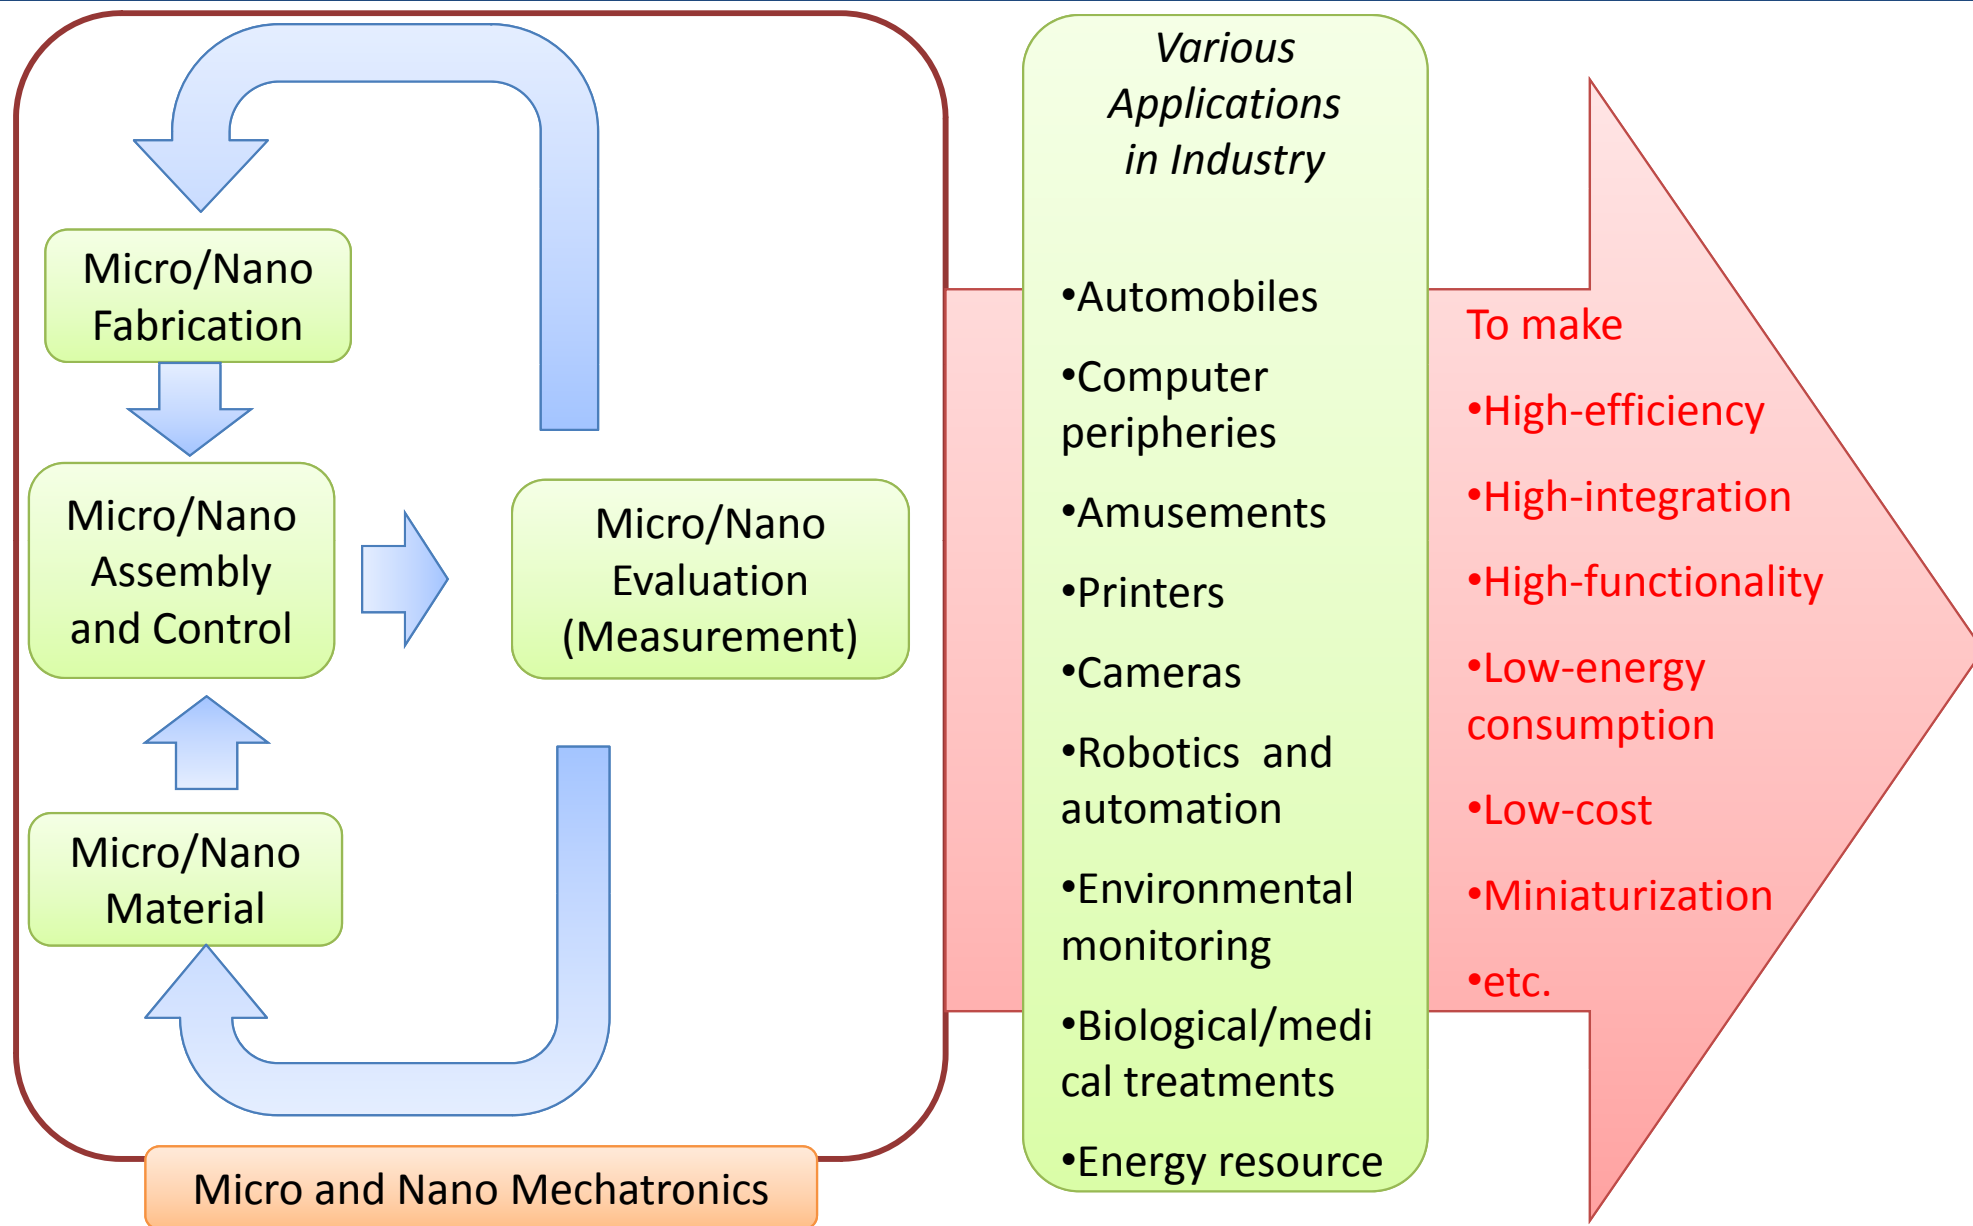 Micro/Nano
Fabrication
Micro/Nano
Assembly
and Control
Micro/Nano
Material
Micro/Nano
Evaluation
(Measurement)
Micro and Nano Mechatronics
Various
Applications
in Industry
•Automobiles
•Computer
peripheries
•Amusements
•Printers
•Cameras
•Robotics  and
automation
•Environmental
monitoring
•Biological/medi
cal treatments
•Energy resource
To make
•High-efficiency
•High-integration
•High-functionality
•Low-energy
consumption
•Low-cost
•Miniaturization
•etc.